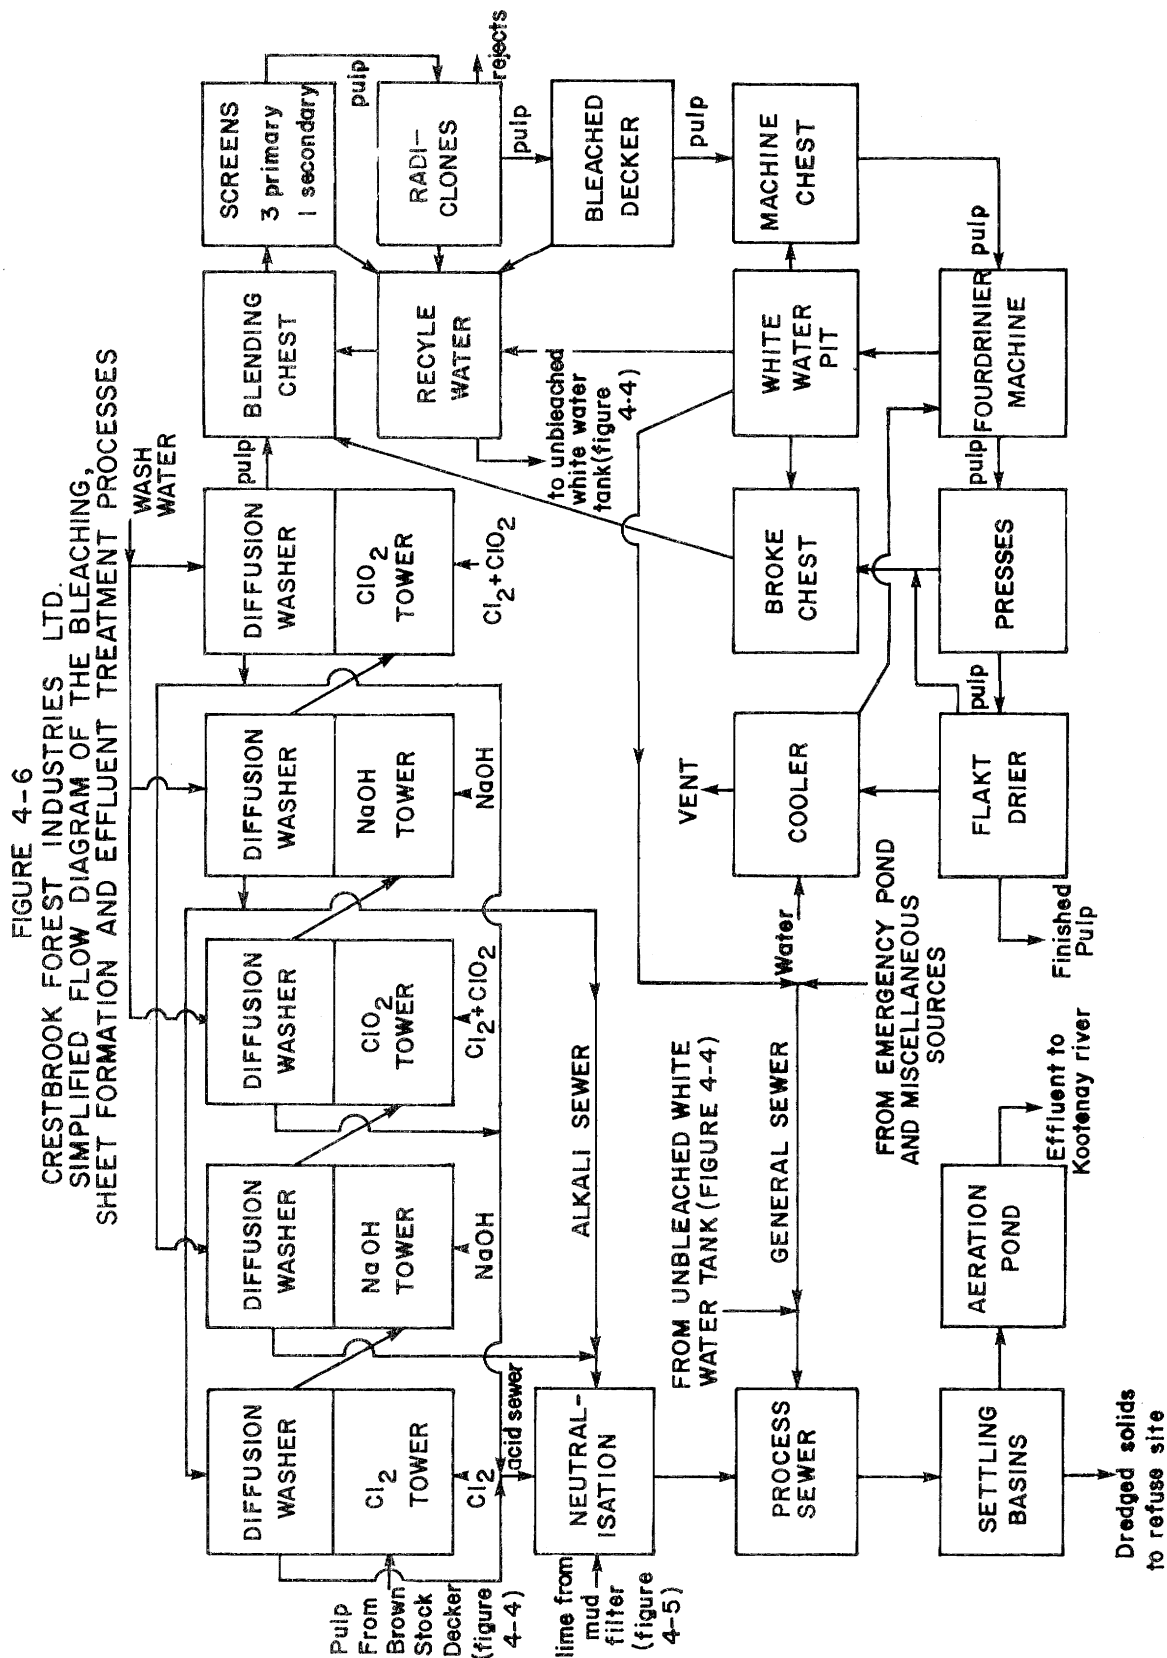 FIGURE 4-6
CRESTBROOK FOREST INDUSTRIES LTD.
SIMPLIFIED FLOW DIAGRAM OF THE BLEACHING,
SHEET FORMATION AND EFFLUENT TREATMENT PROCESSES
WASH
WATER
DIFFUSION
WASHER
Cl2
TOWER
Cl2
DIFFUSION
WASHER
NaOH
TOWER
NaOH
DIFFUSION
WASHER
ClO2
TOWER
Cl2+ClO2
DIFFUSION
WASHER
NaOH
TOWER
NaOH
DIFFUSION
WASHER
ClO2
TOWER
Cl2+ClO2
pulp
BLENDING
CHEST
SCREENS
3 primary
1 secondary
pulp
RECYLE
WATER
RADI-
CLONES
rejects
pulp
Pulp
From
Brown
Stock
Decker
(figure
4-4)
acid sewer
ALKALI SEWER
to unbleached
white water
tank(figure
4-4)
BLEACHED
DECKER
pulp
lime from
mud
filter
(figure
4-5)
NEUTRAL-
ISATION
FROM UNBLEACHED WHITE
WATER TANK(FIGURE 4-4)
VENT
PROCESS
SEWER
GENERAL SEWER
Water
COOLER
BROKE
CHEST
WHITE
WATER
PIT
MACHINE
CHEST
FROM EMERGENCY POND
AND MISCELLANEOUS
SOURCES
pulp
SETTLING
BASINS
AERATION
POND
Effluent to
Kootenay river
FLAKT
DRIER
pulp
PRESSES
pulp
FOURDRINIER
MACHINE
Finished
Pulp
Dredged solids
to refuse site